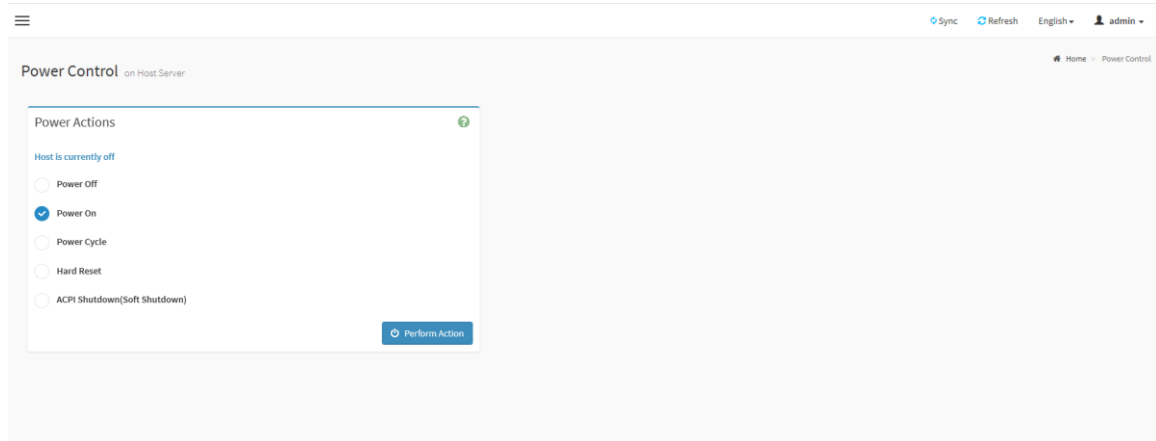 Sync Refresh English admin
Home > Power Control
Power Control on Host Server
Power Actions
Host is currently off
Power Off
Power On
Power Cycle
Hard Reset
ACPI Shutdown(Soft Shutdown)
Perform Action